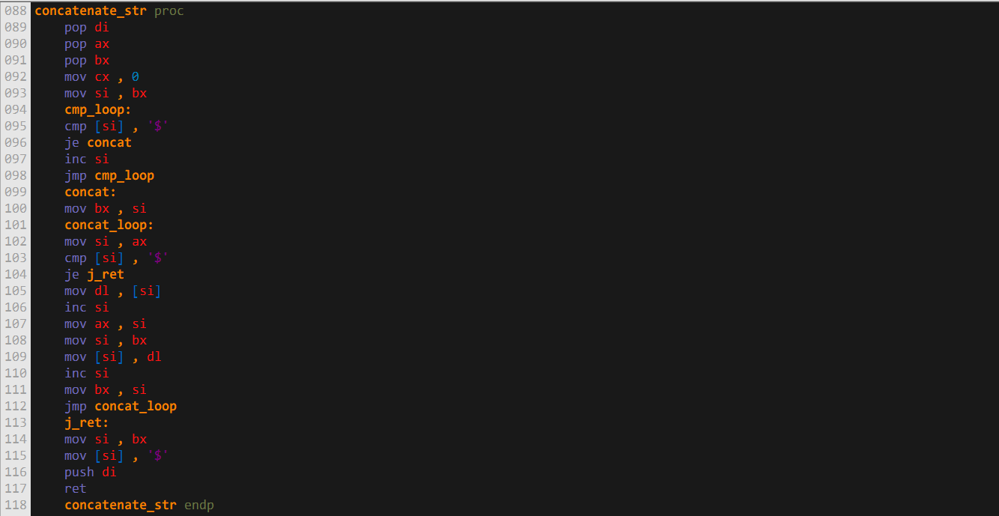 088 concatenate_str proc
089     pop di
090     pop ax
091     pop bx
092     mov cx , 0
093     mov si , bx
094     cmp_loop:
095     cmp [si] , '$'
096     je concat
097     inc si
098     jmp cmp_loop
099     concat:
100     mov bx , si
101     concat_loop:
102     mov si , ax
103     cmp [si] , '$'
104     je j_ret
105     mov dl , [si]
106     inc si
107     mov ax , si
108     mov si , bx
109     mov [si] , dl
110     inc si
111     mov bx , si
112     jmp concat_loop
113     j_ret:
114     mov si , bx
115     mov [si] , '$'
116     push di
117     ret
118     concatenate_str endp